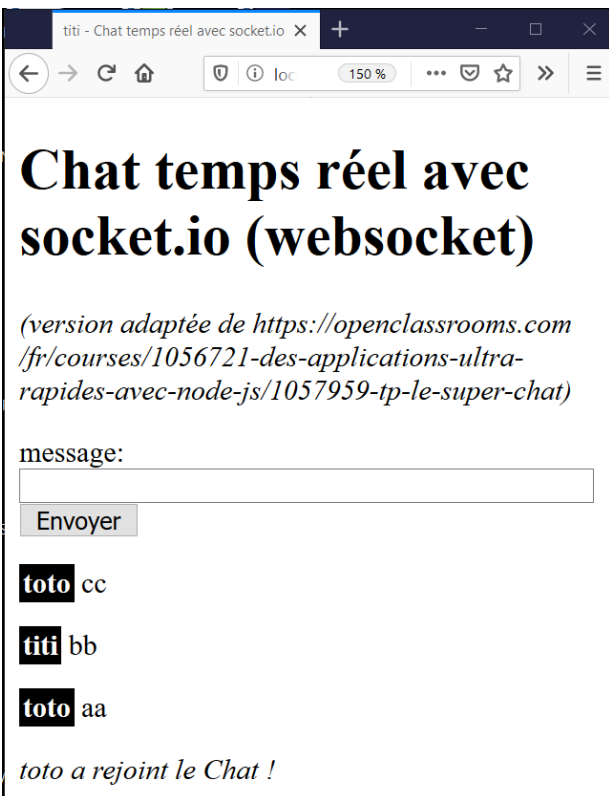 titi - Chat temps réel avec socket.io
loc
150 %
Chat temps réel avec
socket.io (websocket)
(version adaptée de https://openclassrooms.com
/fr/courses/1056721-des-applications-ultra-
rapides-avec-node-js/1057959-tp-le-super-chat)
message:
Envoyer
toto cc
titi bb
toto aa
toto a rejoint le Chat !